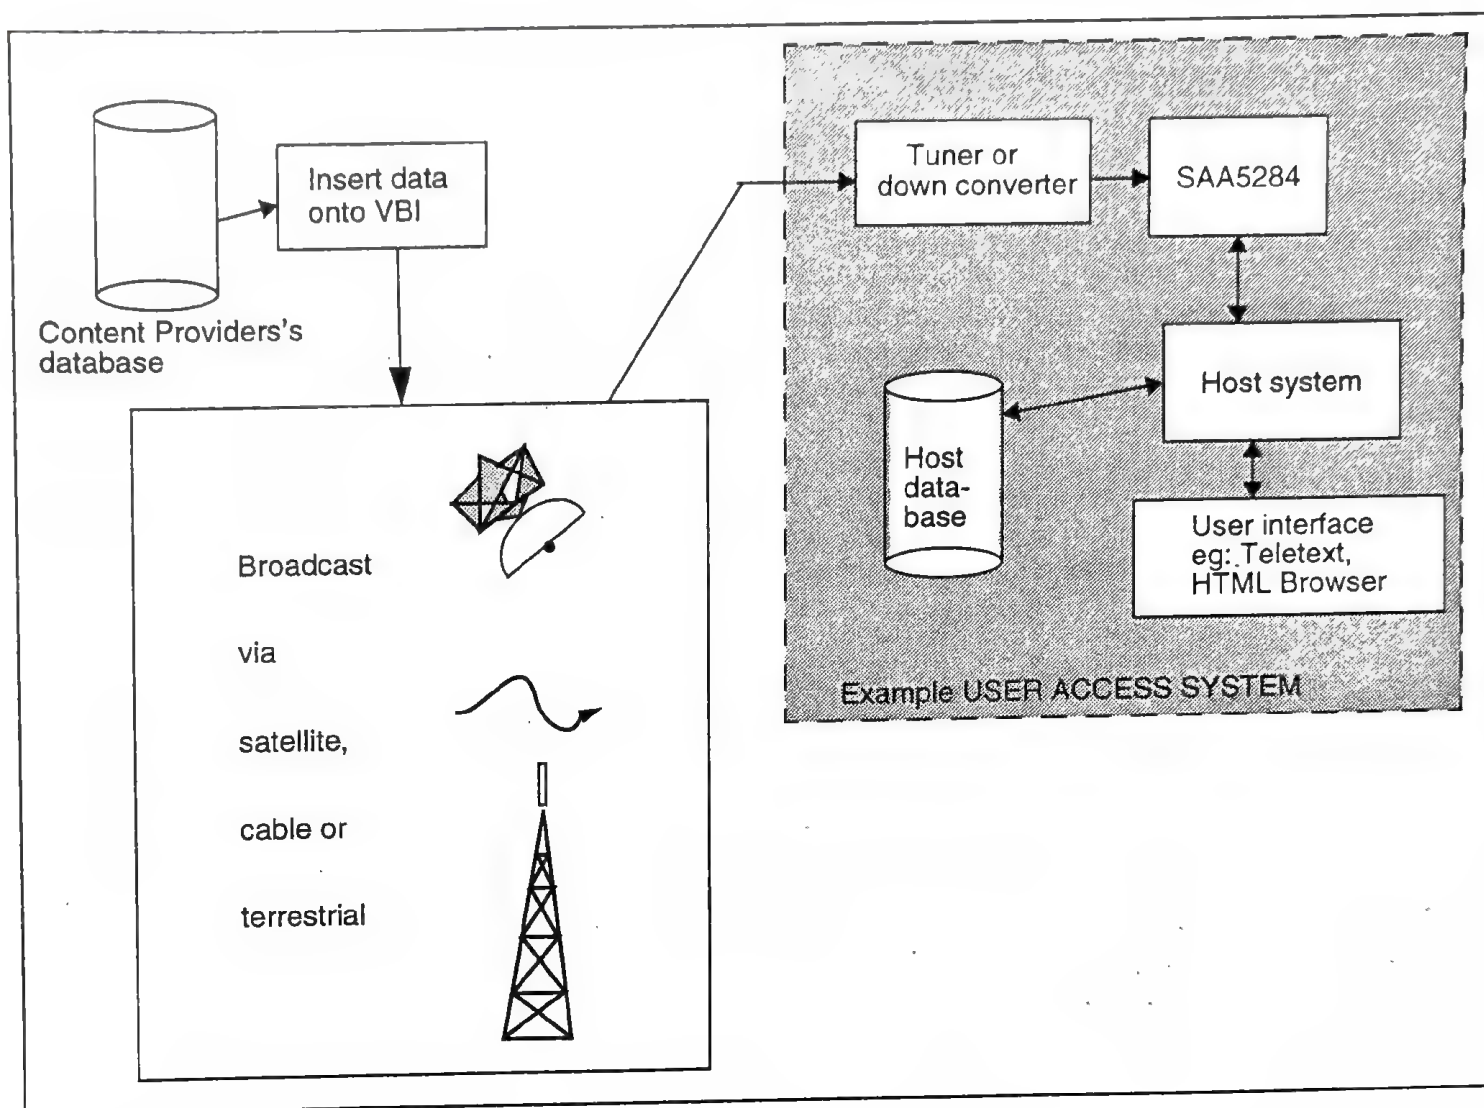 Insert data
onto VBI
Content Providers's
database
Broadcast
via
satellite,
cable or
terrestrial
Tuner or
down converter
SAA5284
Host system
Host
data-
base
User interface
eg: Teletext,
HTML Browser
Example USER ACCESS SYSTEM